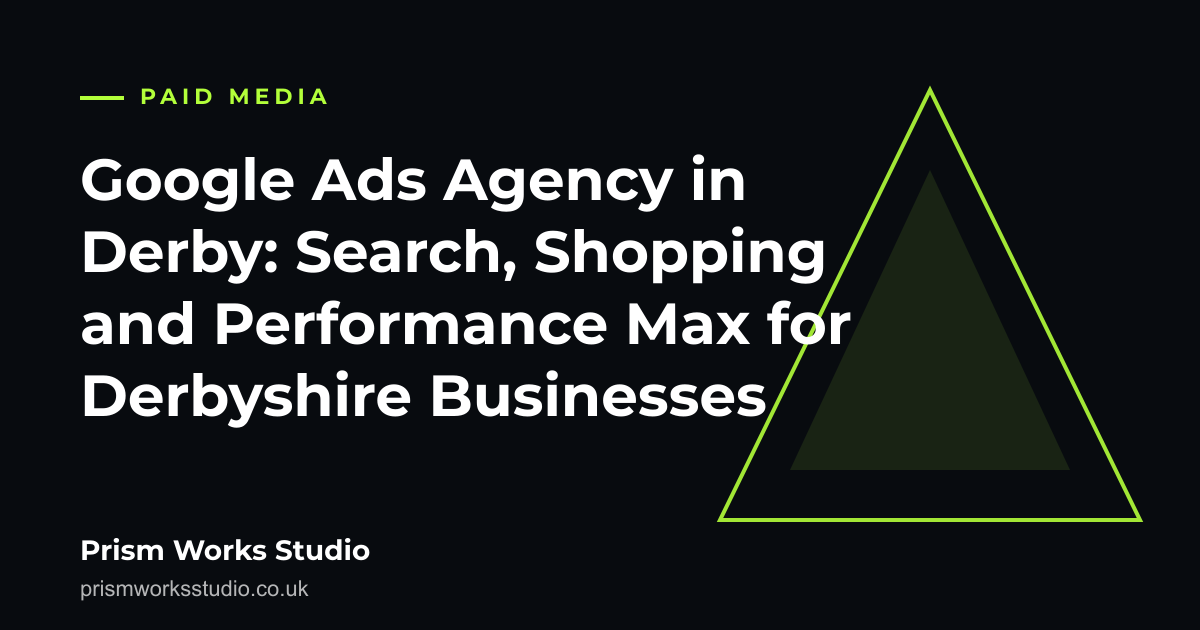 PAID MEDIA
Google Ads Agency in
Derby: Search, Shopping
and Performance Max for
Derbyshire Businesses
Prism Works Studio
prismworksstudio.co.uk